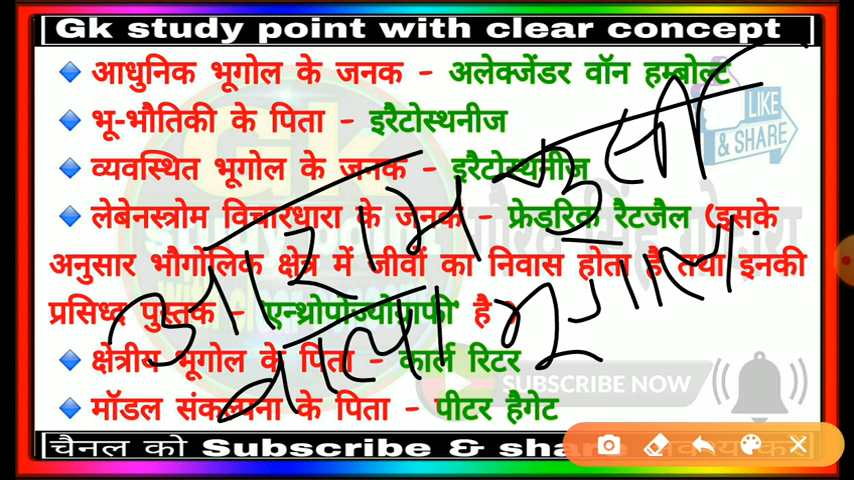 Gk study point with clear concept
आधुनिक भूगोल के जनक - अलेक्जेंडर वॉन हम्बोल्ट
भू-भौतिकी के पिता - इरैटोस्थनीज
व्यवस्थित भूगोल के जनक - इरैटोस्थनीज
लेबेनस्त्रोम विचारधारा के जनक - फ्रेडरिक रैटजैल (इसके
अनुसार भौगोलिक क्षेत्र में जीवों का निवास होता है तथा इनकी
प्रसिध्द पुस्तक - 'एन्थ्रोपोज्योग्राफी' है
क्षेत्रीय भूगोल के पिता - कार्ल रिटर
मॉडल संकल्पना के पिता - पीटर हैगेट
आराम कुर्सी
वाला भूगोल
LIKE
& SHARE
SUBSCRIBE NOW
चैनल को Subscribe & share